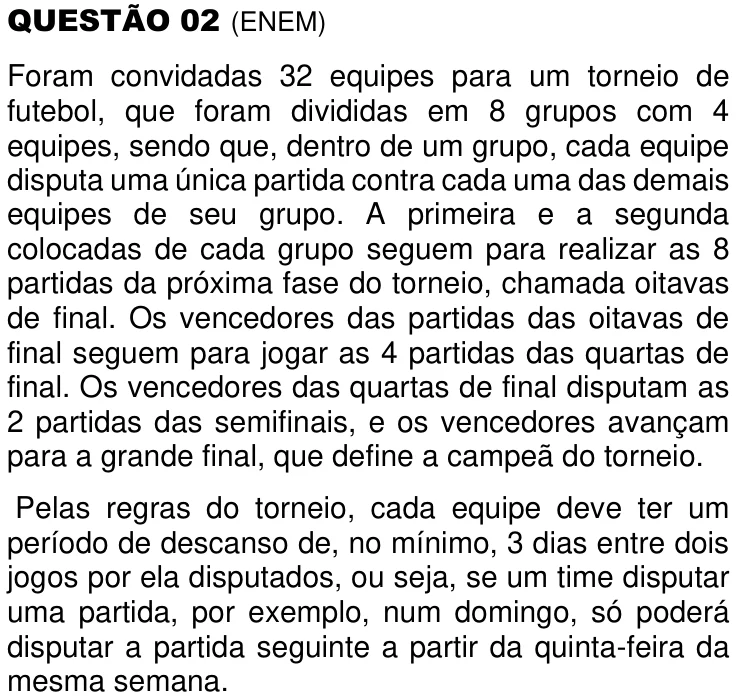 QUESTÃO 02 (ENEM)
Foram convidadas 32 equipes para um torneio de
futebol, que foram divididas em 8 grupos com 4
equipes, sendo que, dentro de um grupo, cada equipe
disputa uma única partida contra cada uma das demais
equipes de seu grupo. A primeira e a segunda
colocadas de cada grupo seguem para realizar as 8
partidas da próxima fase do torneio, chamada oitavas
de final. Os vencedores das partidas das oitavas de
final seguem para jogar as 4 partidas das quartas de
final. Os vencedores das quartas de final disputam as
2 partidas das semifinais, e os vencedores avançam
para a grande final, que define a campeã do torneio.
Pelas regras do torneio, cada equipe deve ter um
período de descanso de, no mínimo, 3 dias entre dois
jogos por ela disputados, ou seja, se um time disputar
uma partida, por exemplo, num domingo, só poderá
disputar a partida seguinte a partir da quinta-feira da
mesma semana.